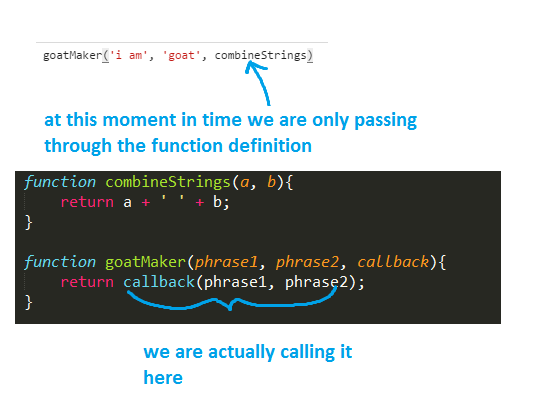 goatMaker('i am', 'goat', combineStrings)
at this moment in time we are only passing
through the function definition
function combineStrings(a, b){
return a + ' ' + b;
}
function goatMaker(phrase1, phrase2, callback){
return callback(phrase1, phrase2);
}
we are actually calling it
here